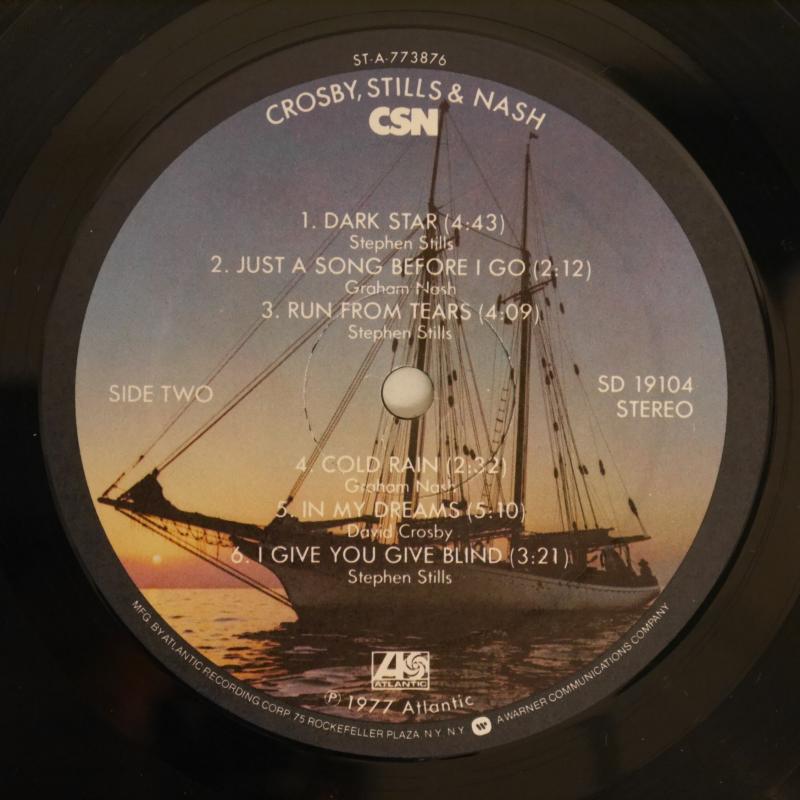 ST-A-773876
CROSBY, STILLS & NASH
CSN
1. DARK STAR (4:43)
Stephen Stills
2. JUST A SONG BEFORE I GO (2:12)
Graham Nash
3. RUN FROM TEARS (4:09)
Stephen Stills
SIDE TWO
SD 19104
STEREO
4. COLD RAIN (2:32)
Graham Nash
5. IN MY DREAMS (5:10)
David Crosby
6. I GIVE YOU GIVE BLIND (3:21)
Stephen Stills
ATLANTIC
Ⓟ 1977 Atlantic
MFG. BY ATLANTIC RECORDING CORP. 75 ROCKEFELLER PLAZA, N.Y. N.Y. A WARNER COMMUNICATIONS COMPANY